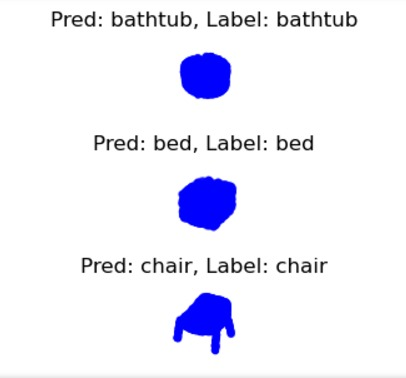 Pred: bathtub, Label: bathtub
Pred: bed, Label: bed
Pred: chair, Label: chair